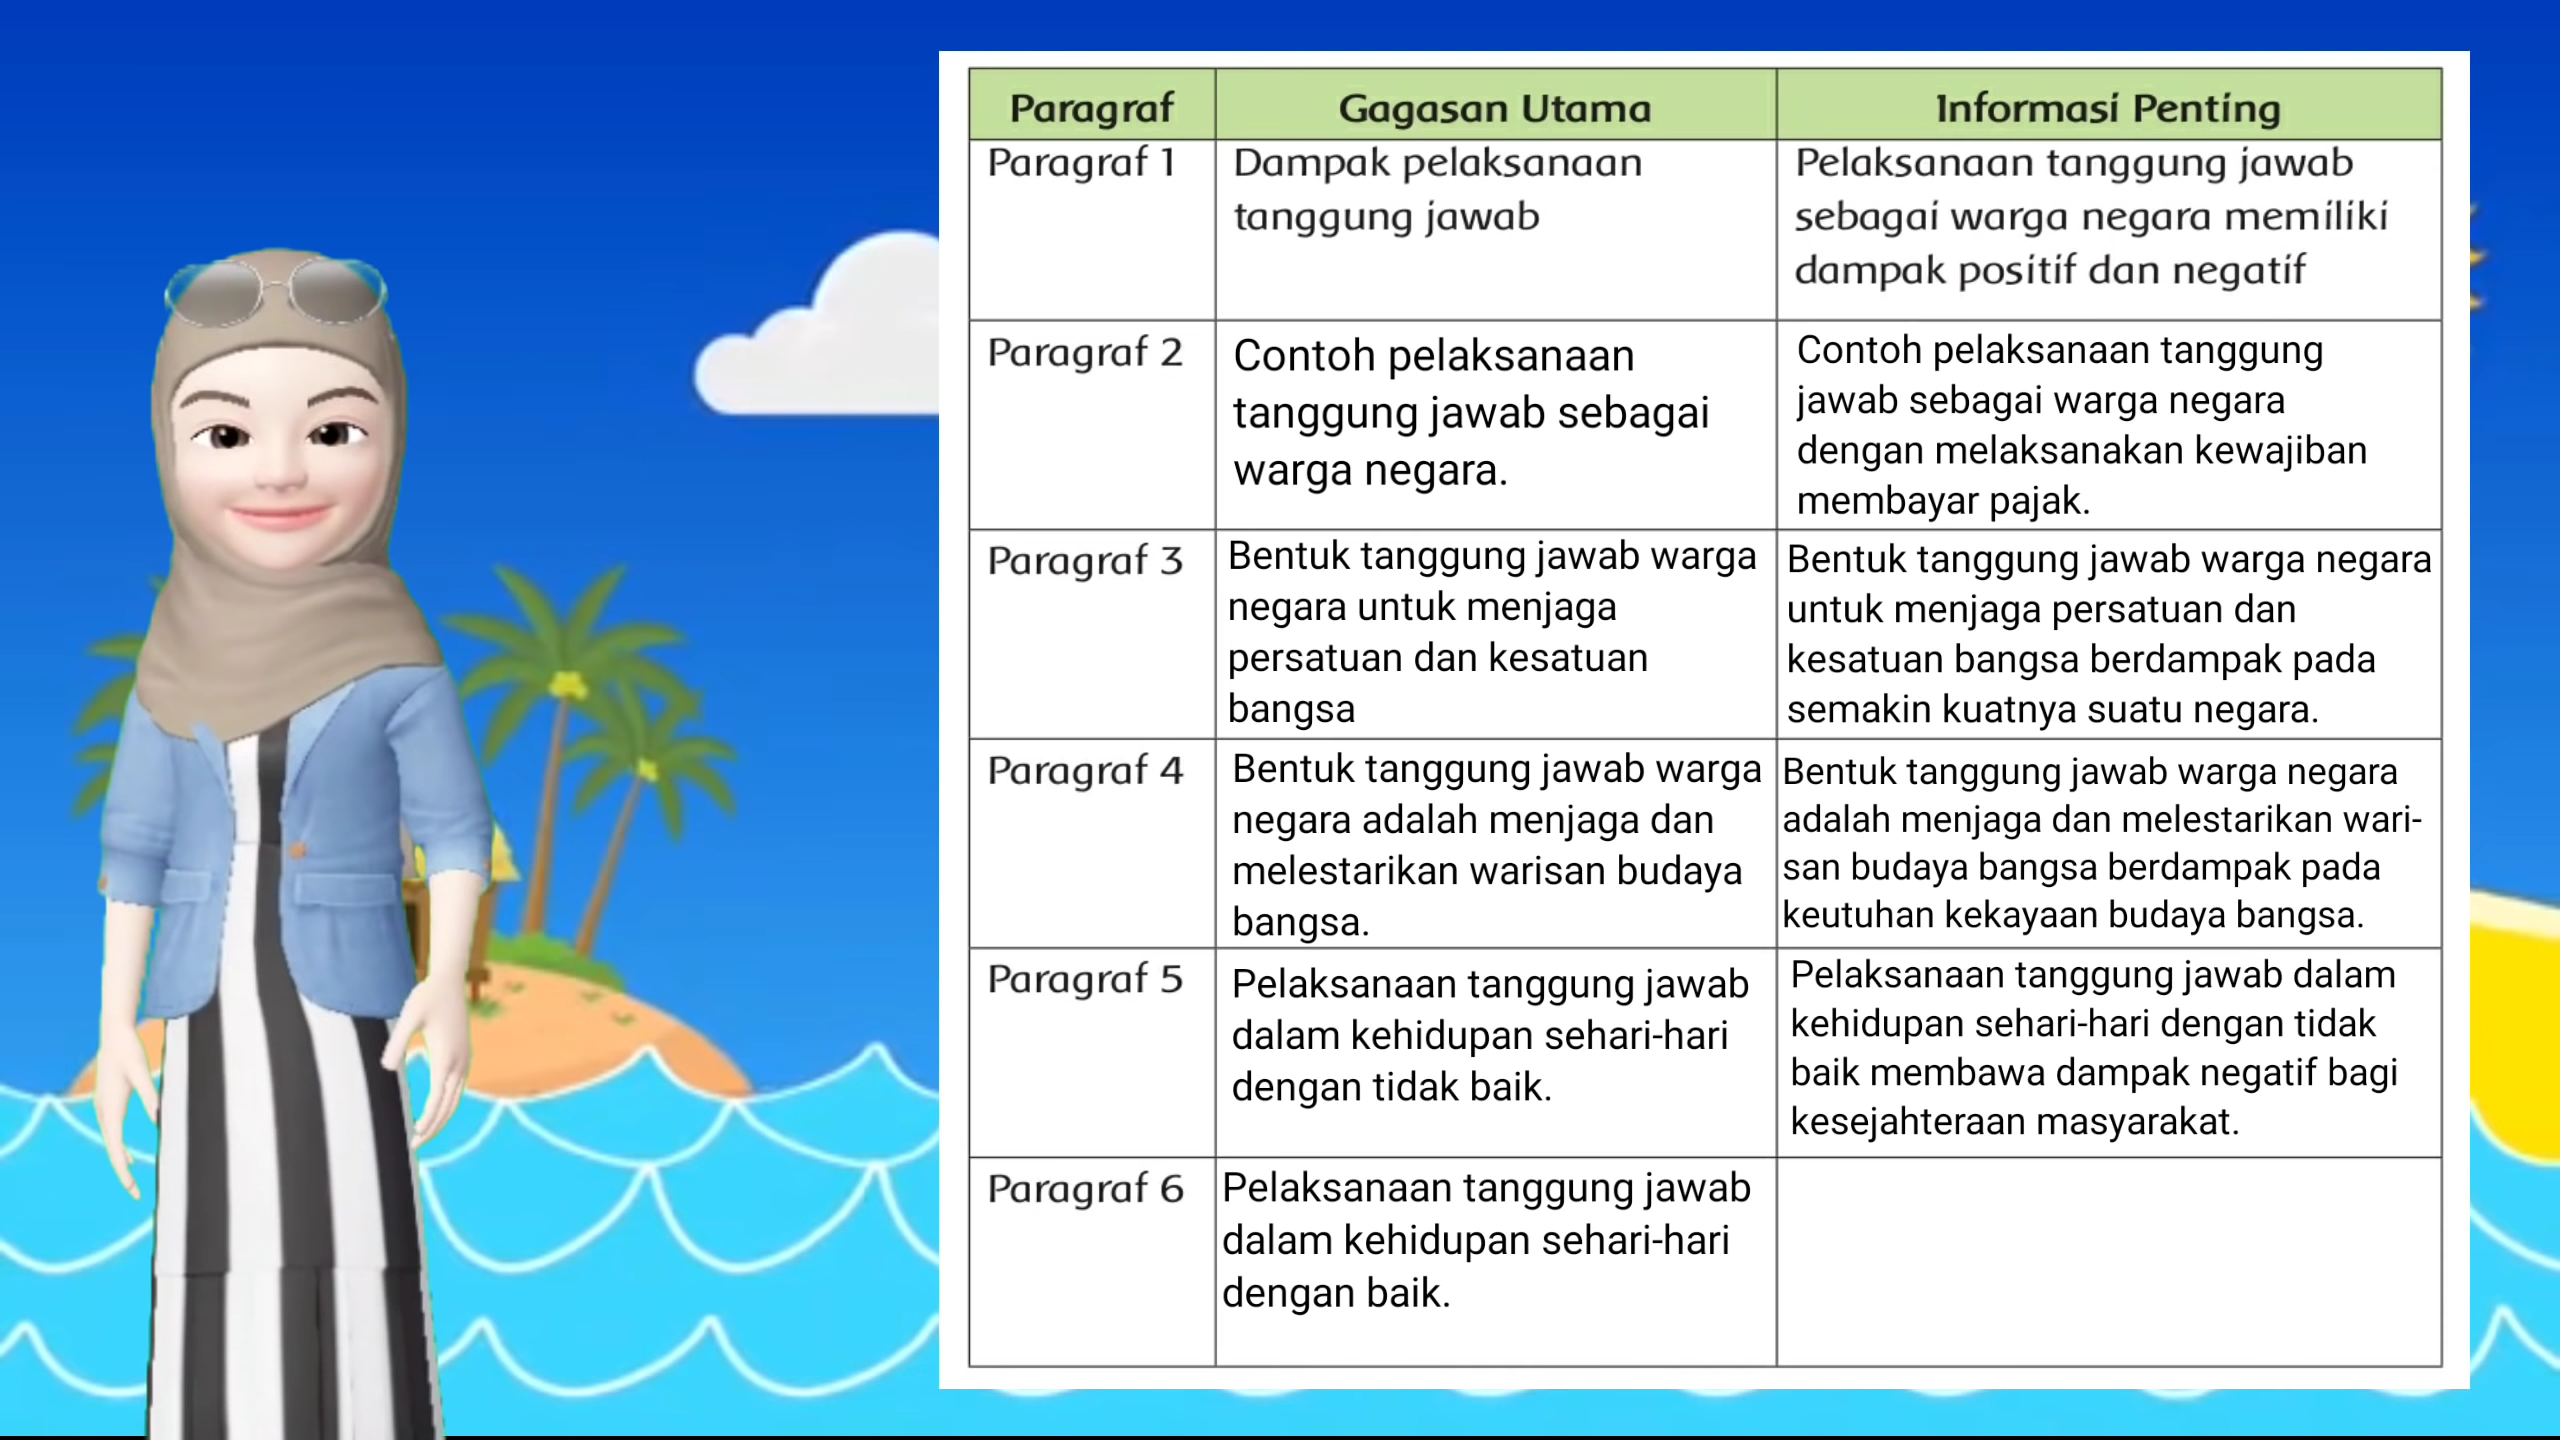 Paragraf Gagasan Utama Informasi Penting
Paragraf 1
Dampak pelaksanaan
tanggung jawab
Pelaksanaan tanggung jawab
sebagai warga negara memiliki
dampak positif dan negatif
Paragraf 2
Contoh pelaksanaan
tanggung jawab sebagai
warga negara.
Contoh pelaksanaan tanggung
jawab sebagai warga negara
dengan melaksanakan kewajiban
membayar pajak.
Paragraf 3
Bentuk tanggung jawab warga
negara untuk menjaga
persatuan dan kesatuan
bangsa
Bentuk tanggung jawab warga negara
untuk menjaga persatuan dan
kesatuan bangsa berdampak pada
semakin kuatnya suatu negara.
Paragraf 4
Bentuk tanggung jawab warga
negara adalah menjaga dan
melestarikan warisan budaya
bangsa.
Bentuk tanggung jawab warga negara
adalah menjaga dan melestarikan wari-
san budaya bangsa berdampak pada
keutuhan kekayaan budaya bangsa.
Paragraf 5
Pelaksanaan tanggung jawab
dalam kehidupan sehari-hari
dengan tidak baik.
Pelaksanaan tanggung jawab dalam
kehidupan sehari-hari dengan tidak
baik membawa dampak negatif bagi
kesejahteraan masyarakat.
Paragraf 6
Pelaksanaan tanggung jawab
dalam kehidupan sehari-hari
dengan baik.